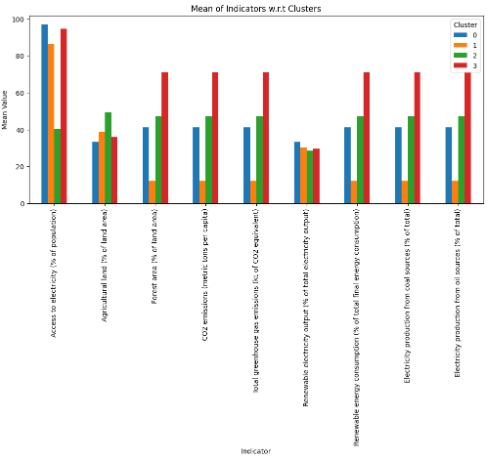 Mean of Indicators w.r.t Clusters
Cluster
0
1
2
3
Mean Value
100
80
60
40
20
0
Access to electricity (% of population)
Agricultural land (% of land area)
Forest area (% of land area)
CO2 emissions (metric tons per capita)
Total greenhouse gas emissions (kt of CO2 equivalent)
Renewable electricity output (% of total electricity output)
Renewable energy consumption (% of total final energy consumption)
Electricity production from coal sources (% of total)
Electricity production from oil sources (% of total)
Indicator